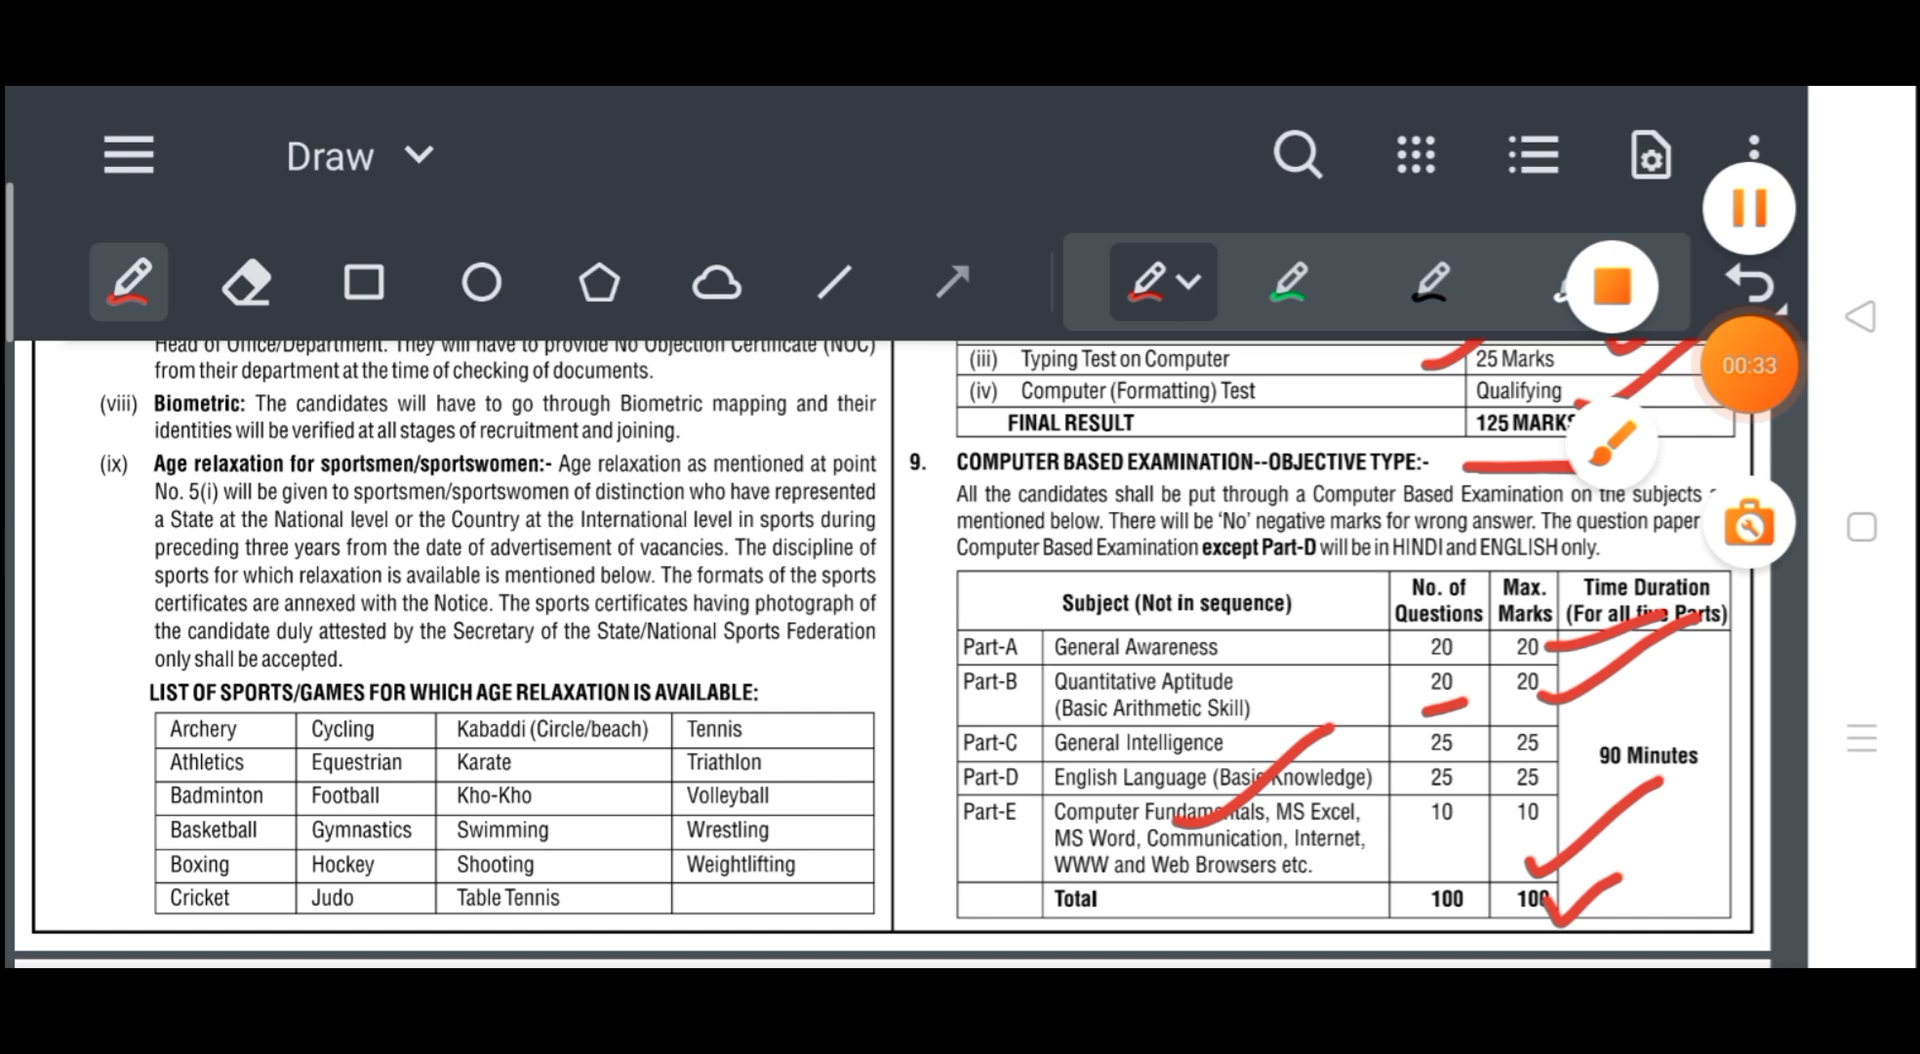 Draw
00:33
Head of Office/Department. They will have to provide No Objection Certificate (NOC)
from their department at the time of checking of documents.
(viii) Biometric: The candidates will have to go through Biometric mapping and their
identities will be verified at all stages of recruitment and joining.
(ix) Age relaxation for sportsmen/sportswomen:- Age relaxation as mentioned at point
No. 5(i) will be given to sportsmen/sportswomen of distinction who have represented
a State at the National level or the Country at the International level in sports during
preceding three years from the date of advertisement of vacancies. The discipline of
sports for which relaxation is available is mentioned below. The formats of the sports
certificates are annexed with the Notice. The sports certificates having photograph of
the candidate duly attested by the Secretary of the State/National Sports Federation
only shall be accepted.
LIST OF SPORTS/GAMES FOR WHICH AGE RELAXATION IS AVAILABLE:
Archery Cycling Kabaddi (Circle/beach) Tennis
Athletics Equestrian Karate Triathlon
Badminton Football Kho-Kho Volleyball
Basketball Gymnastics Swimming Wrestling
Boxing Hockey Shooting Weightlifting
Cricket Judo Table Tennis
(iii) Typing Test on Computer 25 Marks
(iv) Computer (Formatting) Test Qualifying
FINAL RESULT 125 MARKS
9. COMPUTER BASED EXAMINATION--OBJECTIVE TYPE:-
All the candidates shall be put through a Computer Based Examination on the subjects
mentioned below. There will be 'No' negative marks for wrong answer. The question paper
Computer Based Examination except Part-D will be in HINDI and ENGLISH only.
Subject (Not in sequence) No. of Questions Max. Marks Time Duration (For all five Parts)
Part-A General Awareness 20 20
Part-B Quantitative Aptitude 20 20
(Basic Arithmetic Skill)
Part-C General Intelligence 25 25
90 Minutes
Part-D English Language (Basic Knowledge) 25 25
Part-E Computer Fundamentals, MS Excel, 10 10
MS Word, Communication, Internet,
WWW and Web Browsers etc.
Total 100 100